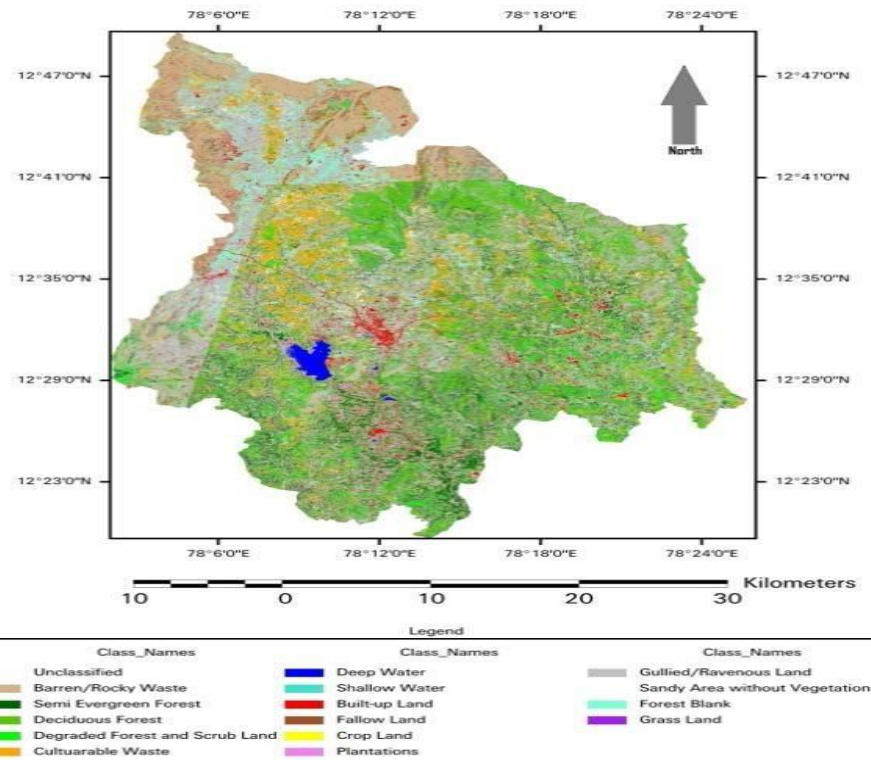 78°6'0"E 78°12'0"E 78°18'0"E 78°24'0"E
12°47'0"N 12°47'0"N
North
12°41'0"N 12°41'0"N
12°35'0"N 12°35'0"N
12°29'0"N 12°29'0"N
12°23'0"N 12°23'0"N
78°6'0"E 78°12'0"E 78°18'0"E 78°24'0"E
Kilometers
10 0 10 20 30
Legend
Class_Names Class_Names Class_Names
Unclassified Deep Water Gullied/Ravenous Land
Barren/Rocky Waste Shallow Water Sandy Area without Vegetation
Semi Evergreen Forest Built-up Land Forest Blank
Deciduous Forest Fallow Land Grass Land
Degraded Forest and Scrub Land Crop Land
Cultuarable Waste Plantations